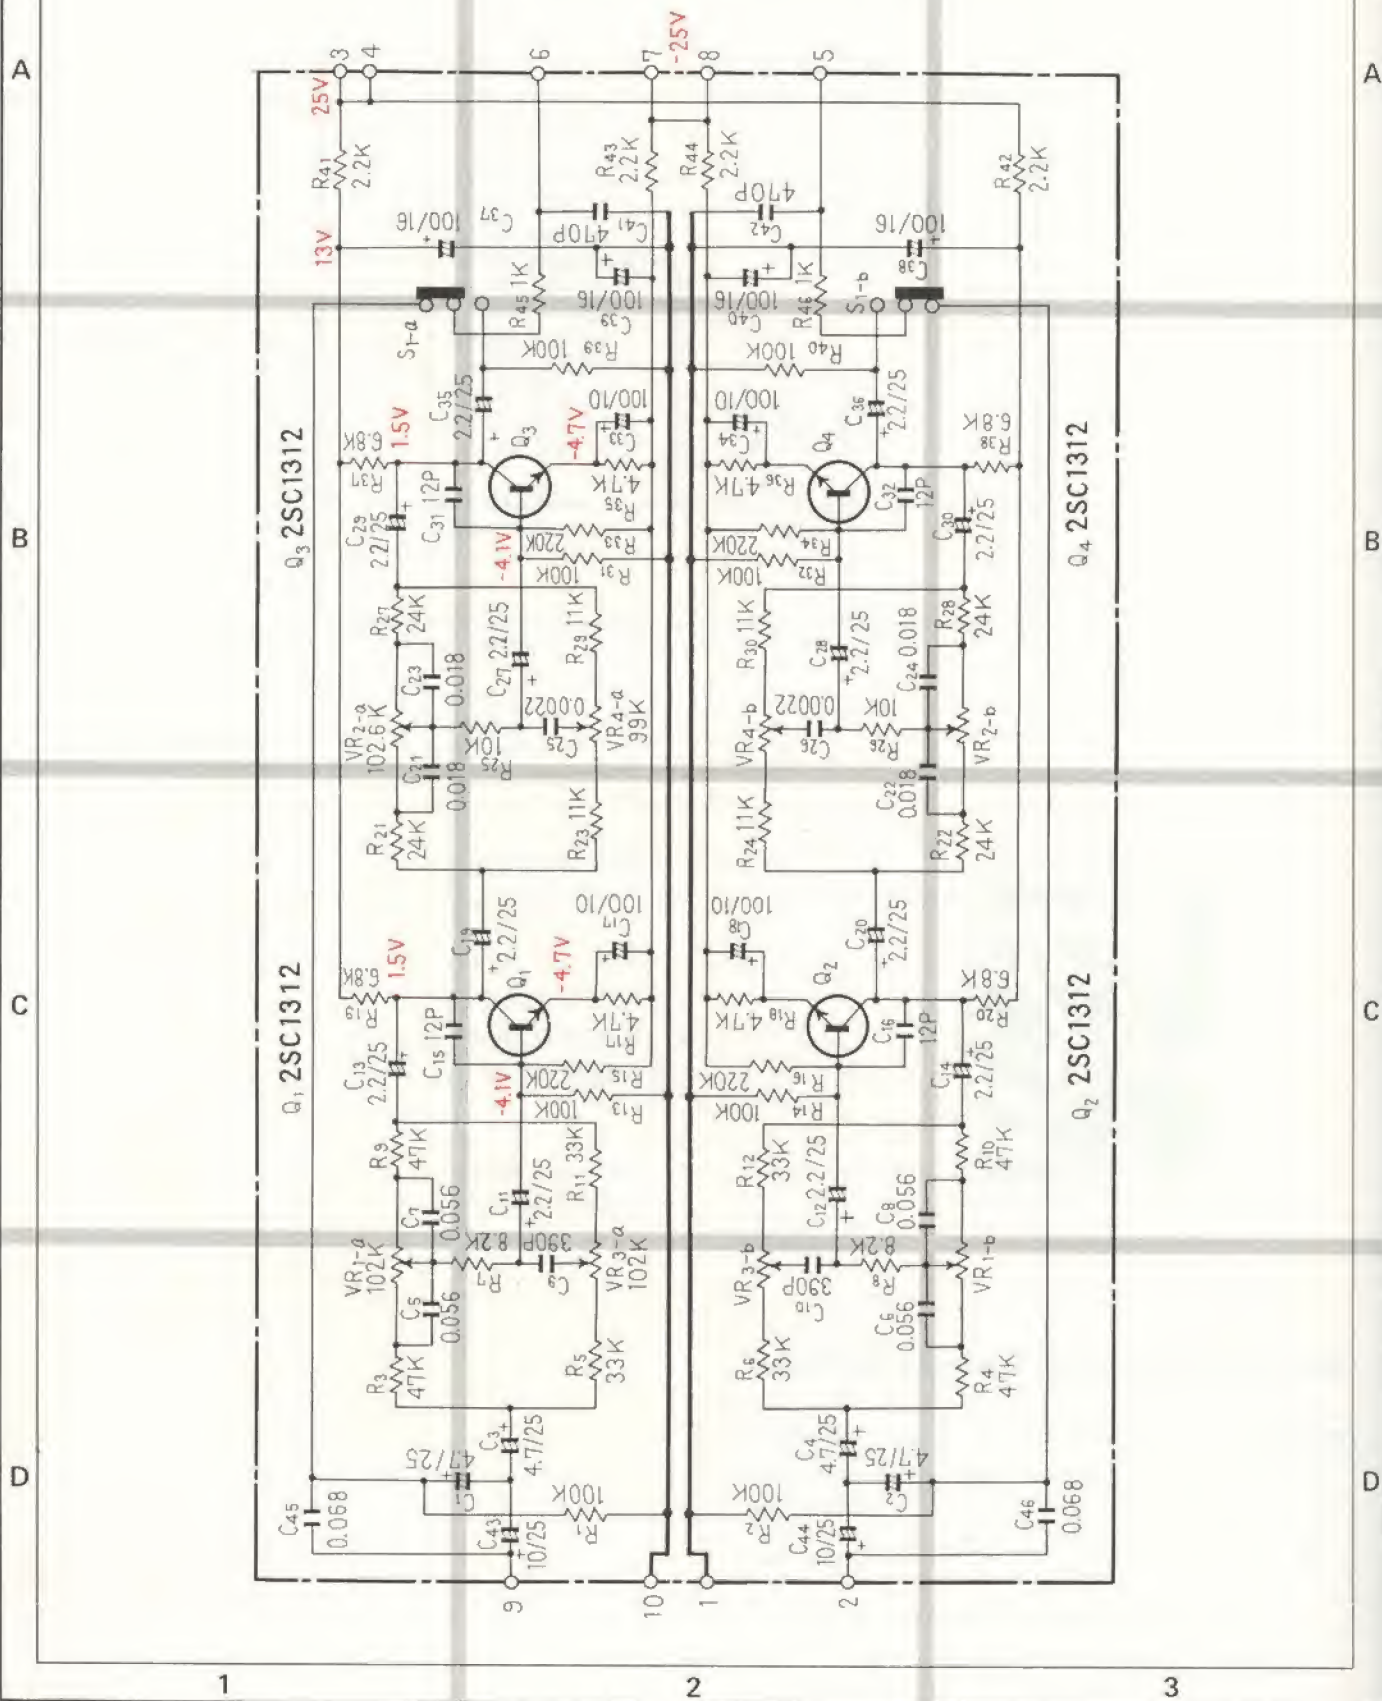 A
A
3
4
6
7
-25V
8
5
25V
R41
2.2K
R43
2.2K
R44
2.2K
R42
2.2K
13V
100/16
C37
470P
C41
470P
C42
100/16
C38
S1-a
R45 1K
100/16
C39
100/16
C40
R46 1K
S1-b
100K
R39
100K
R40
Q3 2SC1312
6.8K
R37
1.5V
C35
2.2/25
Q3
-4.7V
100/10
C33
100/10
C34
Q4
C36
2.2/25
6.8K
R38
Q4 2SC1312
B
B
C29
2.2/25
C31
12P
-4.1V
4.7K
R35
220K
R33
100K
R31
4.7K
R36
220K
R34
100K
R32
C32
12P
C30
2.2/25
R27
24K
C23
0.018
C27 2.2/25
R29 11K
R30 11K
C28
2.2/25
C24 0.018
R28
24K
VR2-a
102.6K
10K
R25
0.0022
C25
VR4-a
99K
VR4-b
0.0022
C26
10K
R26
VR2-b
C21
0.018
R21
24K
R23 11K
R24 11K
C22
0.018
R22
24K
C
C
Q1 2SC1312
6.8K
R19
1.5V
C19
2.2/25
Q1
-4.7V
100/10
C17
100/10
C18
Q2
C20
2.2/25
6.8K
R20
Q2 2SC1312
C13
2.2/25
C15
12P
-4.1V
4.7K
R17
220K
R15
100K
R13
4.7K
R18
220K
R16
100K
R14
C16
12P
C14
2.2/25
R9
47K
C7
0.056
C11
2.2/25
R11 33K
R12
33K
C12 2.2/25
C8
0.056
R10
47K
VR1-a
102K
8.2K
R7
390P
C9
VR3-a
102K
VR3-b
390P
C10
8.2K
R8
VR1-b
C5
0.056
R3
47K
R5
33K
R6
33K
C6
0.056
R4
47K
D
D
C45
0.068
47/25
C1
C3
4.7/25
C43
10/25
100K
R1
100K
R2
C4
4.7/25
4.7/25
C2
C44
10/25
C46
0.068
9
10
1
2
1
2
3